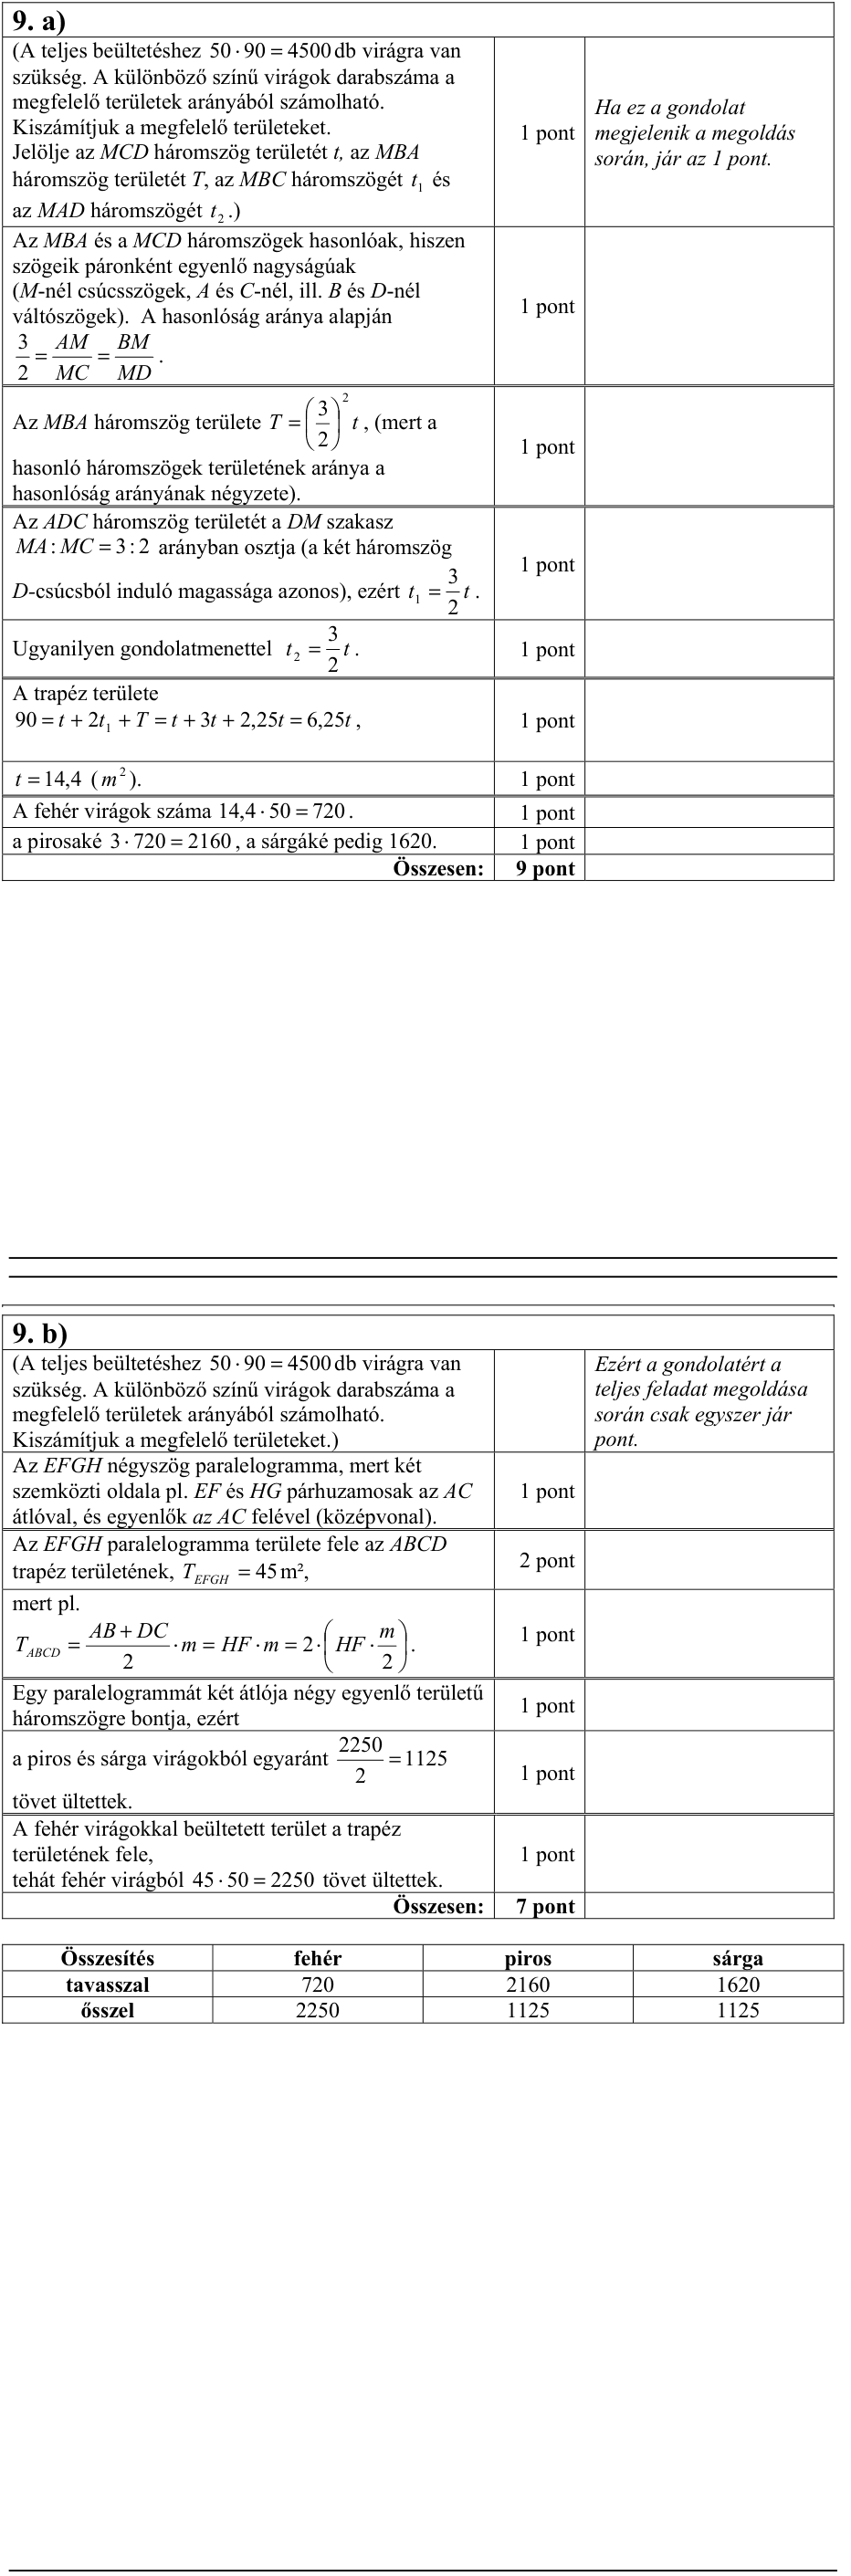 9. a)
(A teljes beültetéshez 50 · 90 = 4500 db virágra van
szükség. A különböző színű virágok darabszáma a
megfelelő területek arányából számolható.
Kiszámítjuk a megfelelő területeket.
Jelölje az MCD háromszög területét t, az MBA
háromszög területét T, az MBC háromszögét t₁ és
az MAD háromszögét t₂.)
1 pont
Ha ez a gondolat
megjelenik a megoldás
során, jár az 1 pont.
Az MBA és a MCD háromszögek hasonlóak, hiszen
szögeik páronként egyenlő nagyságúak
(M-nél csúcsszögek, A és C-nél, ill. B és D-nél
váltószögek). A hasonlóság aránya alapján
3/2 = AM/MC = BM/MD.
1 pont
Az MBA háromszög területe T = (3/2)² t, (mert a
hasonló háromszögek területének aránya a
hasonlóság arányának négyzete).
1 pont
Az ADC háromszög területét a DM szakasz
MA : MC = 3 : 2 arányban osztja (a két háromszög
D-csúcsból induló magassága azonos), ezért t₁ = 3/2 t.
1 pont
Ugyanilyen gondolatmenettel t₂ = 3/2 t.
1 pont
A trapéz területe
90 = t + 2t₁ + T = t + 3t + 2,25t = 6,25t,
1 pont
t = 14,4 (m²).
1 pont
A fehér virágok száma 14,4 · 50 = 720.
1 pont
a pirosaké 3 · 720 = 2160, a sárgáké pedig 1620.
1 pont
Összesen: 9 pont
9. b)
(A teljes beültetéshez 50 · 90 = 4500 db virágra van
szükség. A különböző színű virágok darabszáma a
megfelelő területek arányából számolható.
Kiszámítjuk a megfelelő területeket.)
Ezért a gondolatért a
teljes feladat megoldása
során csak egyszer jár
pont.
Az EFGH négyszög paralelogramma, mert két
szemközti oldala pl. EF és HG párhuzamosak az AC
átlóval, és egyenlők az AC felével (középvonal).
1 pont
Az EFGH paralelogramma területe fele az ABCD
trapéz területének, T_EFGH = 45 m²,
2 pont
mert pl.
T_ABCD = (AB + DC)/2 · m = HF · m = 2 · (HF · m/2).
1 pont
Egy paralelogrammát két átlója négy egyenlő területű
háromszögre bontja, ezért
1 pont
a piros és sárga virágokból egyaránt 2250/2 = 1125
tövet ültettek.
1 pont
A fehér virágokkal beültetett terület a trapéz
területének fele,
tehát fehér virágból 45 · 50 = 2250 tövet ültettek.
1 pont
Összesen: 7 pont
Összesítés fehér piros sárga
tavasszal 720 2160 1620
ősszel 2250 1125 1125